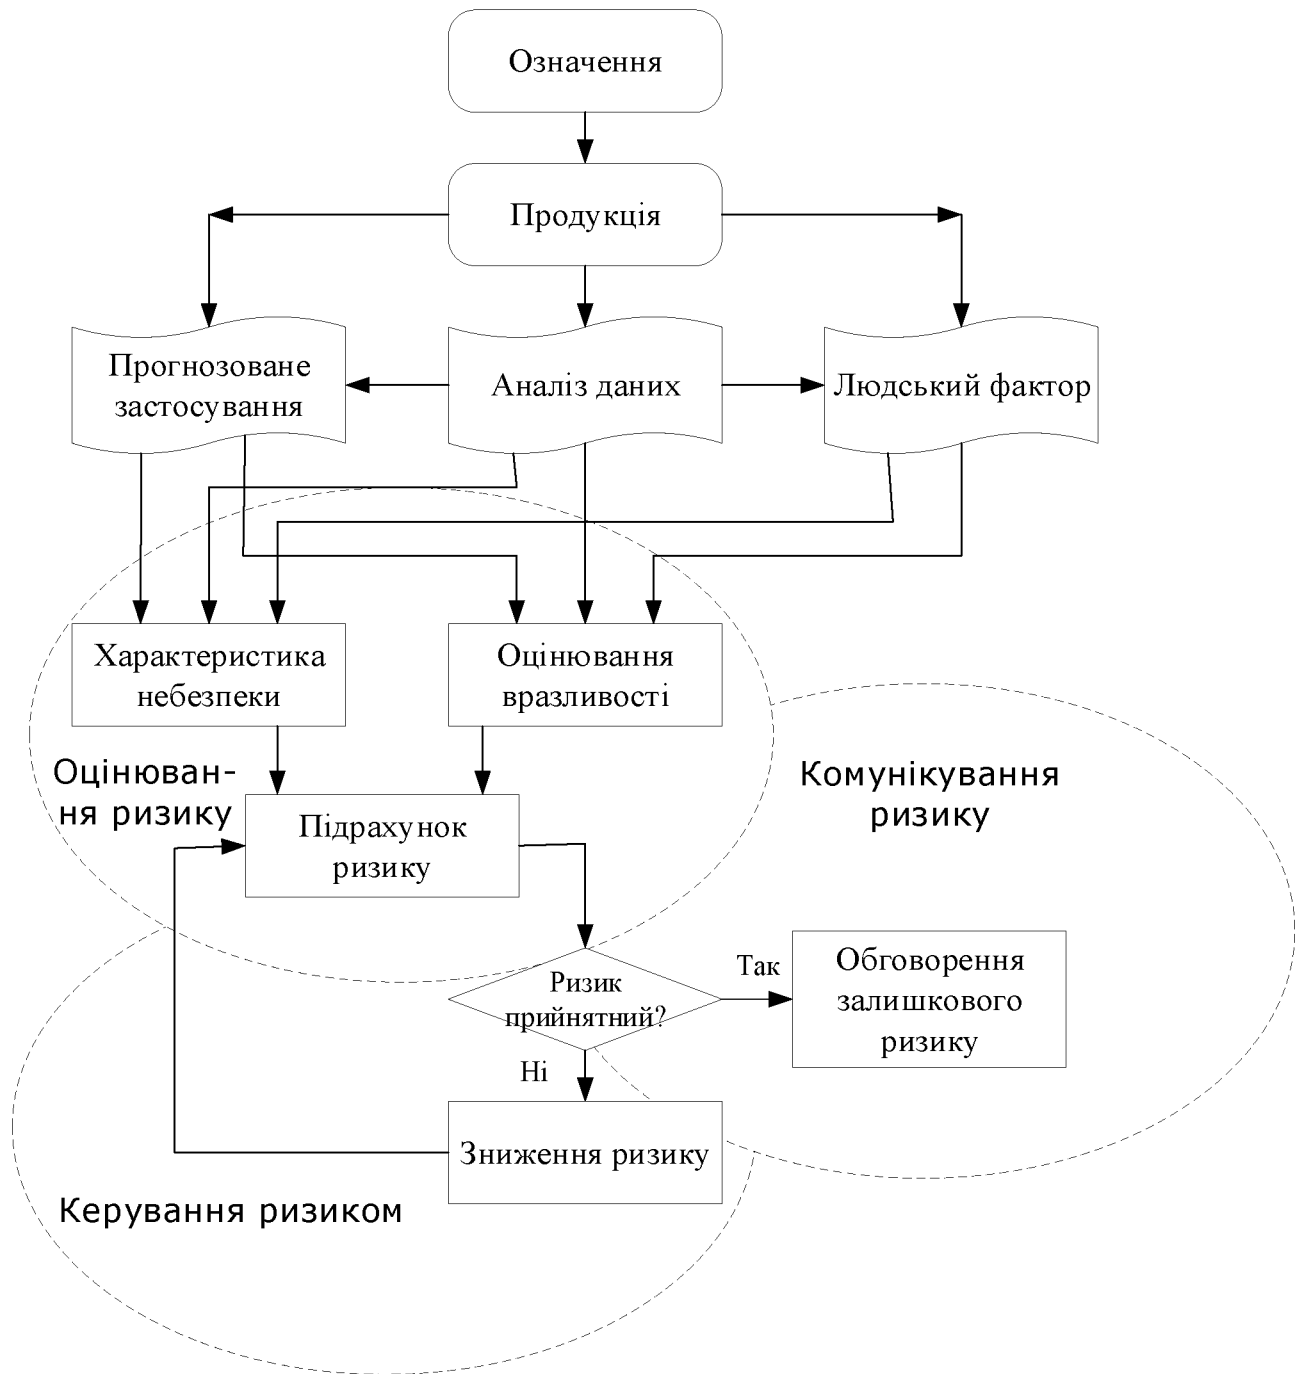 Означення
Продукція
Прогнозоване
застосування
Аналіз даних
Людський фактор
Характеристика
небезпеки
Оцінювання
вразливості
Оцінюван-
ня ризику
Комунікування
ризику
Підрахунок
ризику
Ризик
прийнятний?
Так
Обговорення
залишкового
ризику
Ні
Зниження ризику
Керування ризиком